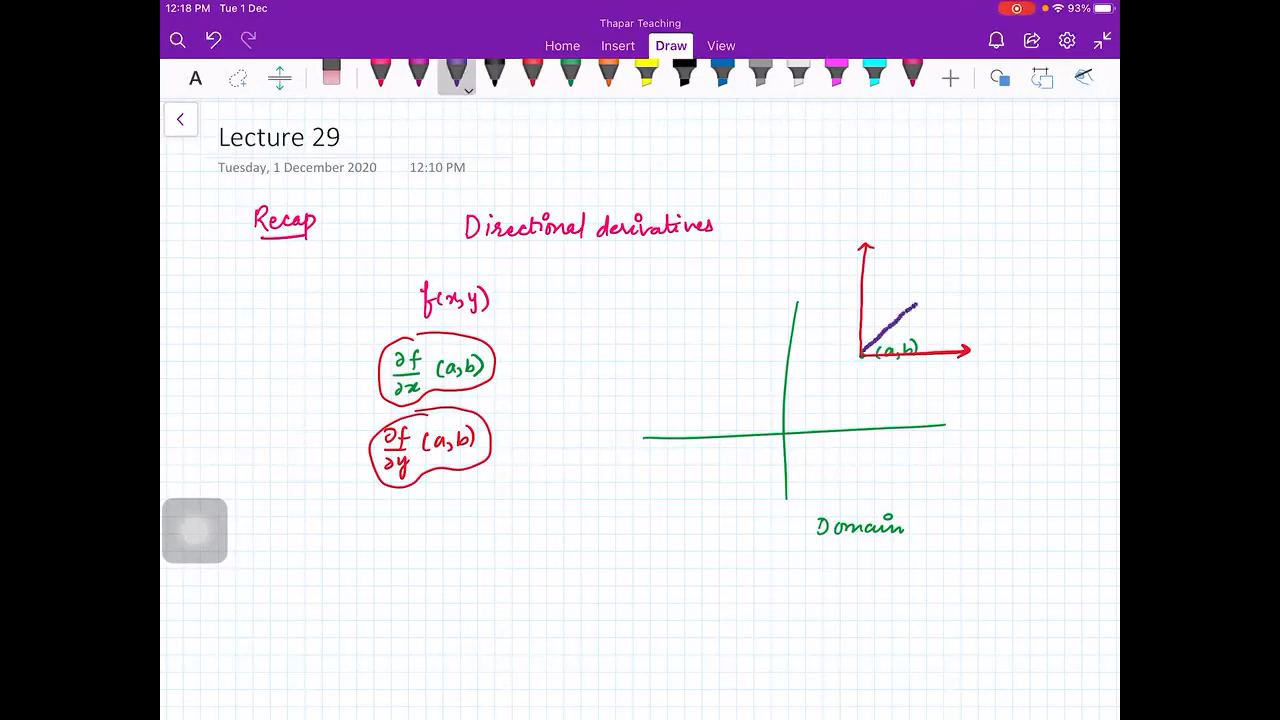 12:18 PM Tue 1 Dec 93%
Thapar Teaching
Home Insert Draw View
A
Lecture 29
Tuesday, 1 December 2020 12:10 PM
Recap Directional derivatives
f(x,y)
∂f/∂x (a,b)
∂f/∂y (a,b)
(a,b)
Domain